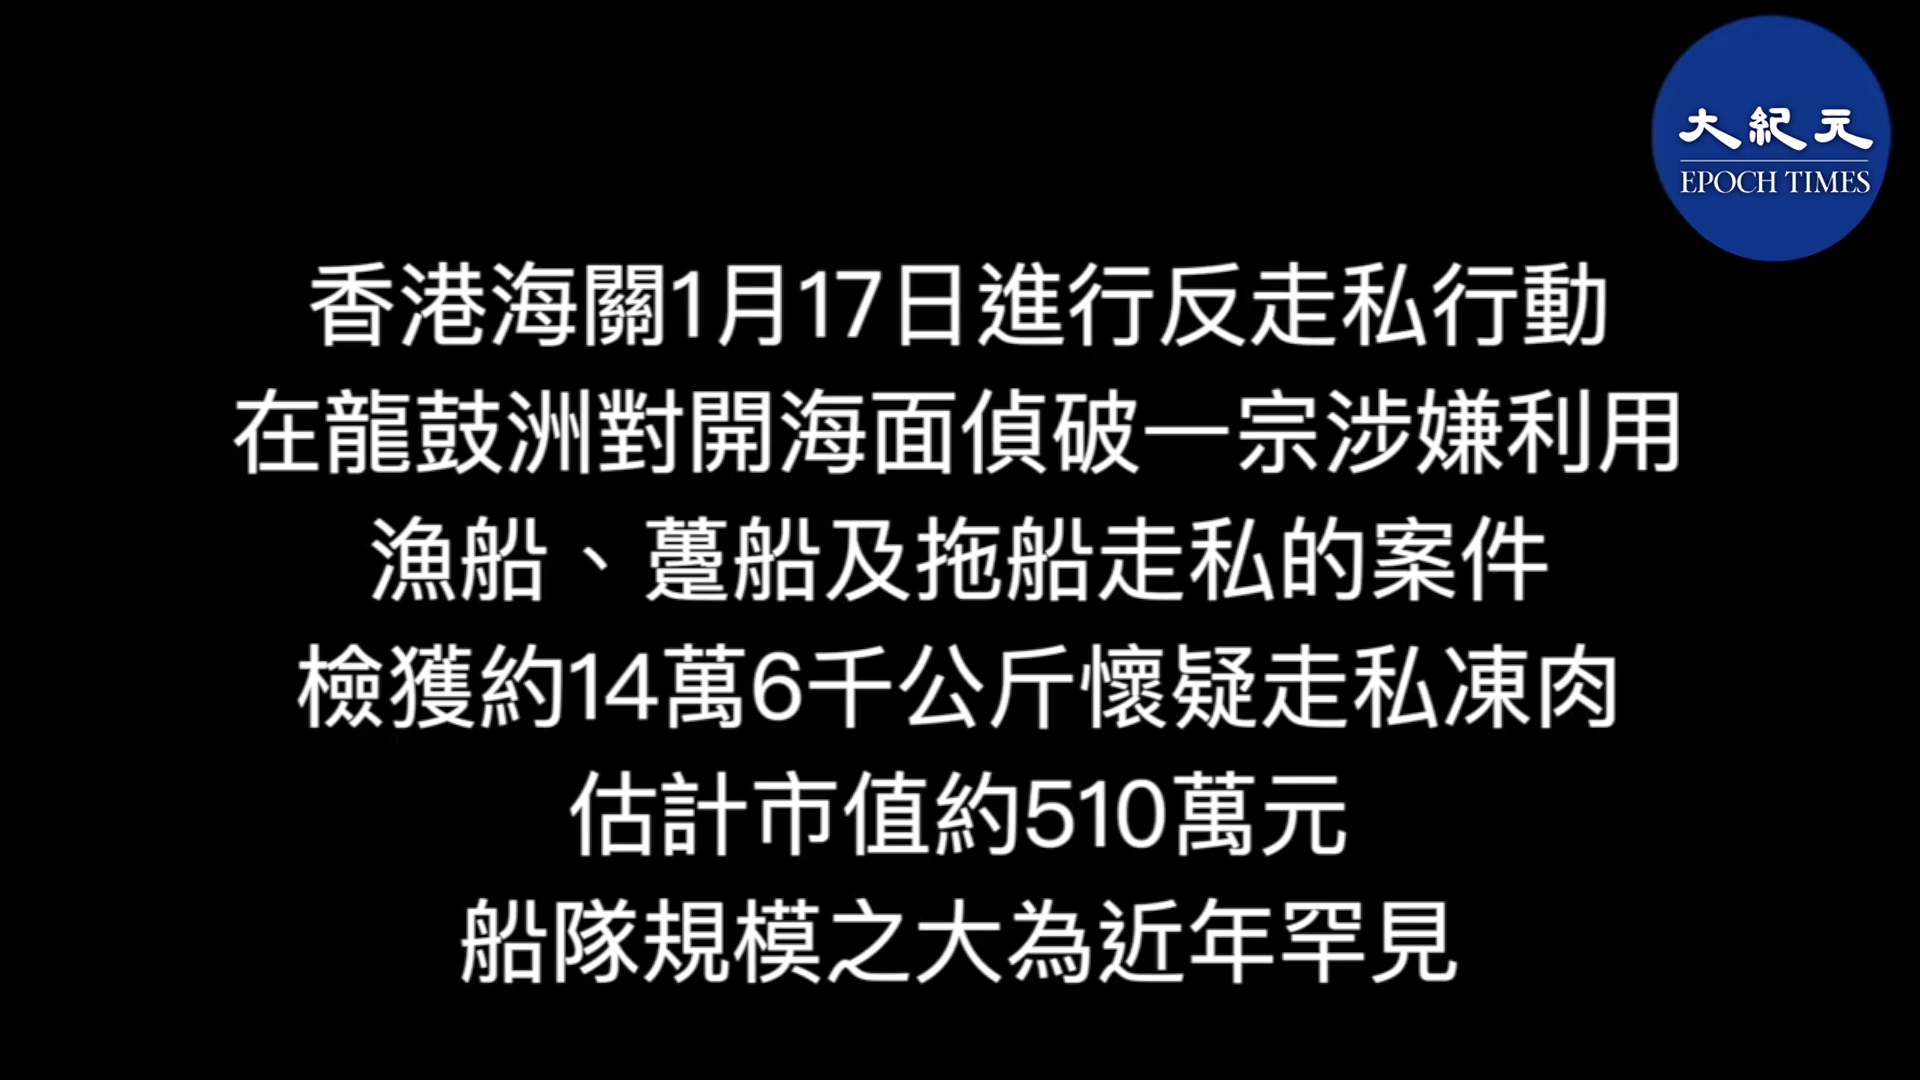 大紀元
EPOCH TIMES
香港海關1月17日進行反走私行動
在龍鼓洲對開海面偵破一宗涉嫌利用
漁船、躉船及拖船走私的案件
檢獲約14萬6千公斤懷疑走私凍肉
估計市值約510萬元
船隊規模之大為近年罕見